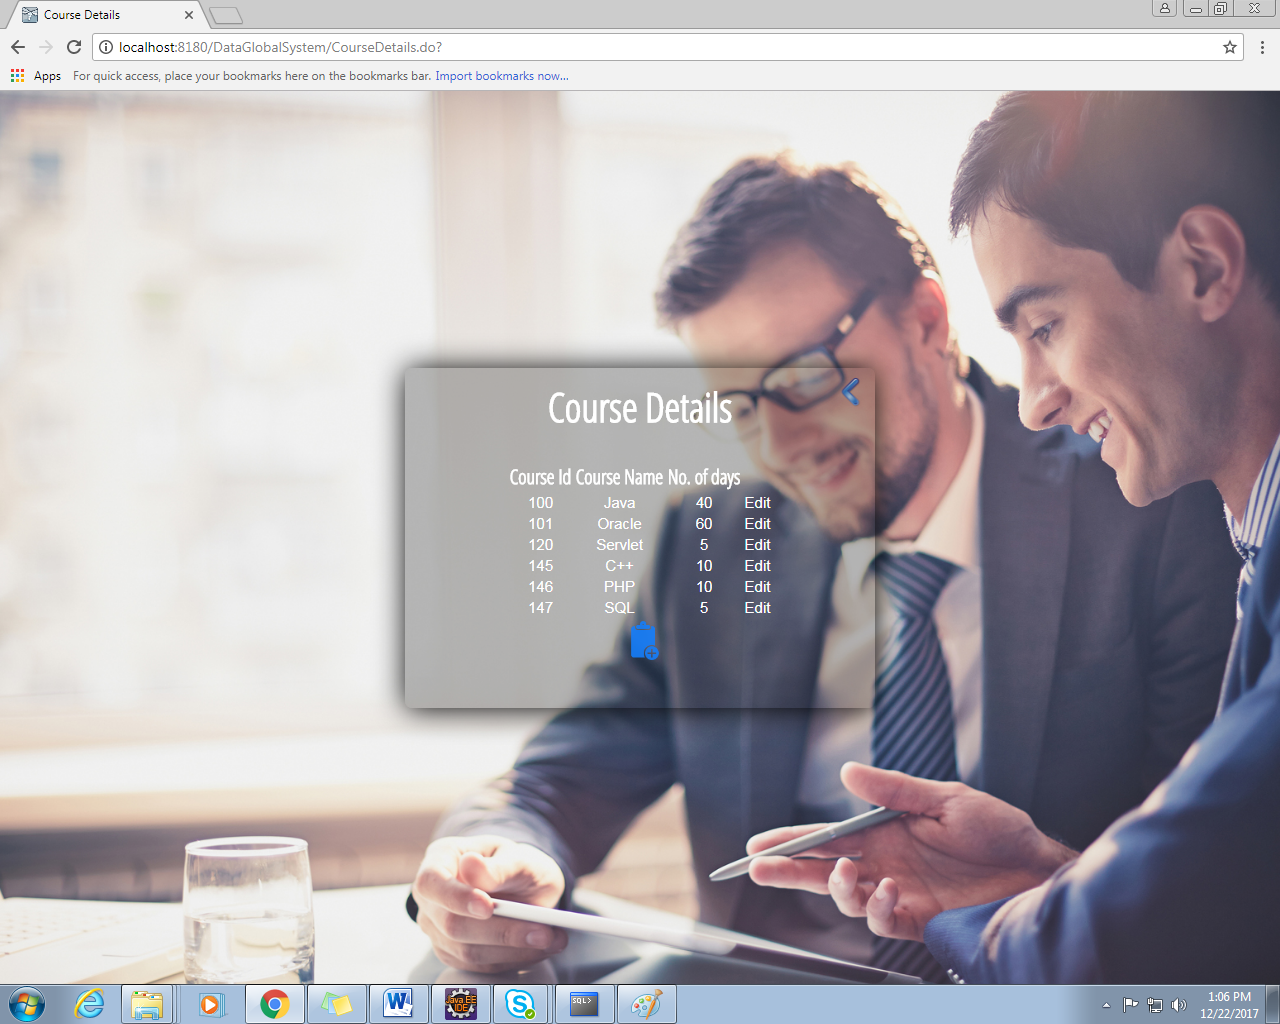 Course Details
localhost:8180/DataGlobalSystem/CourseDetails.do?
Apps For quick access, place your bookmarks here on the bookmarks bar. Import bookmarks now...
Course Details
Course Id Course Name No. of days
100 Java 40 Edit
101 Oracle 60 Edit
120 Servlet 5 Edit
145 C++ 10 Edit
146 PHP 10 Edit
147 SQL 5 Edit
Java EE
IDE
SQL>
1:06 PM
12/22/2017